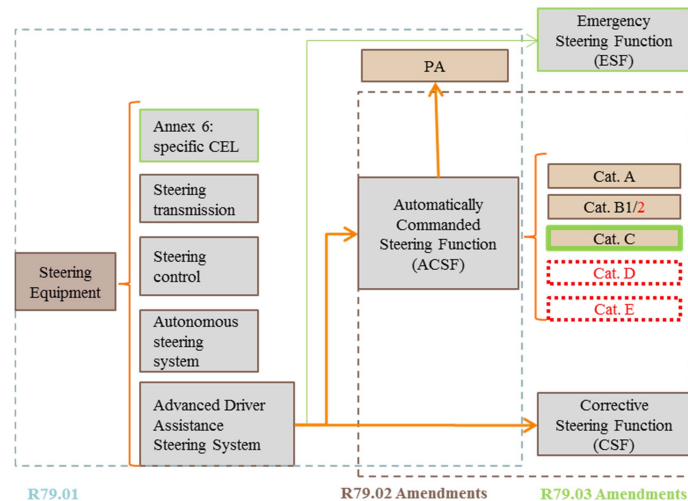 Emergency
Steering Function
(ESF)
PA
Annex 6:
specific CEL
Steering
transmission
Automatically
Commanded
Steering Function
(ACSF)
Cat. A
Cat. B1/2
Cat. C
Cat. D
Cat. E
Steering
Equipment
Steering
control
Autonomous
steering
system
Advanced Driver
Assistance
Steering System
Corrective
Steering Function
(CSF)
R79.01
R79.02 Amendments
R79.03 Amendments